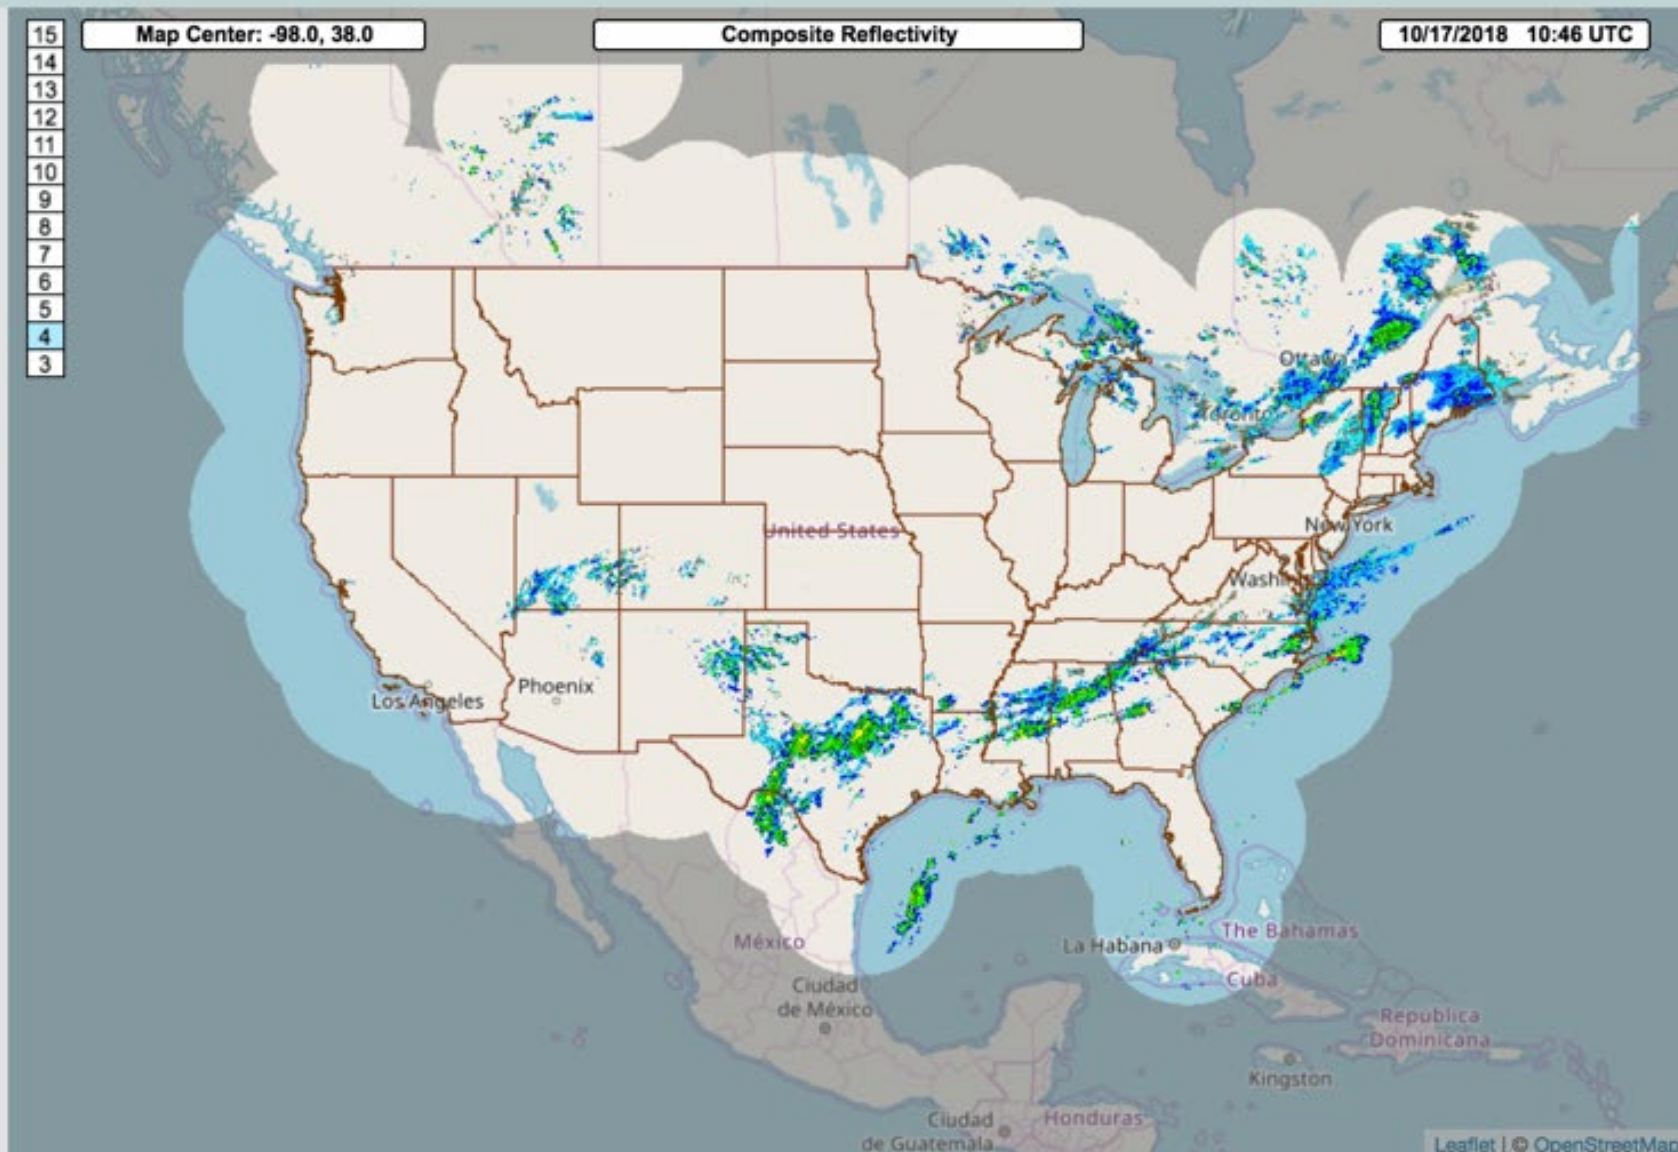 Map Center: -98.0, 38.0
Composite Reflectivity
10/17/2018 10:46 UTC
15
14
13
12
11
10
9
8
7
6
5
4
3
Ottawa
Toronto
United States
New York
Washin
Los Angeles
Phoenix
México
Ciudad
de México
La Habana
The Bahamas
Cuba
Republica
Dominicana
Kingston
Ciudad
de Guatemala
Honduras
Leaflet | © OpenStreetMap